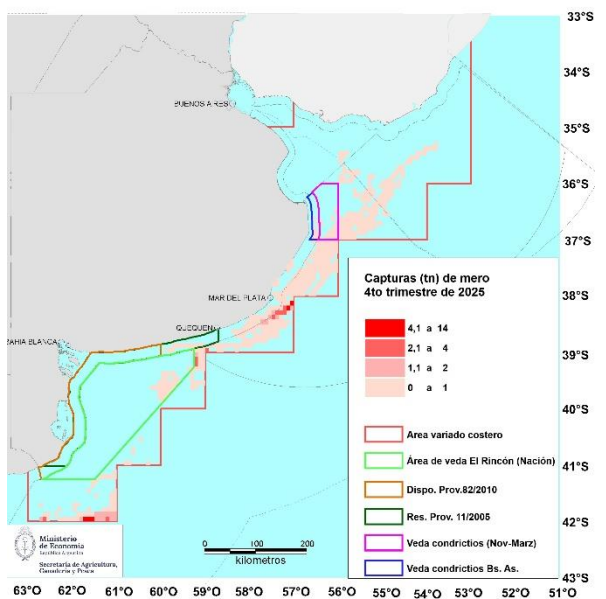 33°S
34°S
BUENOS AIRES
35°S
36°S
37°S
Capturas (tn) de mero
4to trimestre de 2025
4,1 a 14
2,1 a 4
1,1 a 2
0 a 1
MAR DEL PLATA
38°S
QUEQUEN
BAHIA BLANCA
39°S
40°S
Area variado costero
Área de veda El Rincón (Nación)
41°S
Dispo. Prov.82/2010
Res. Prov. 11/2005
42°S
Veda condrictios (Nov-Marz)
Veda condrictios Bs. As.
Ministerio
de Economía
República Argentina
Secretaría de Agricultura,
Ganadería y Pesca
0 100 200
kilometros
43°S
63°O 62°O 61°O 60°O 59°O 58°O 57°O 56°O 55°O 54°O 53°O